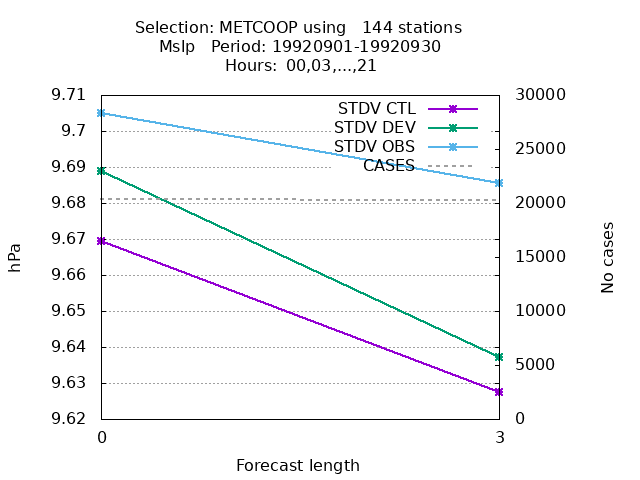 Selection: METCOOP using   144 stations
Mslp   Period: 19920901-19920930
Hours: 00,03,...,21
9.71
9.7
9.69
9.68
9.67
9.66
9.65
9.64
9.63
9.62
30000
25000
20000
15000
10000
5000
0
STDV CTL
STDV DEV
STDV OBS
CASES
hPa
No cases
0 3
Forecast length